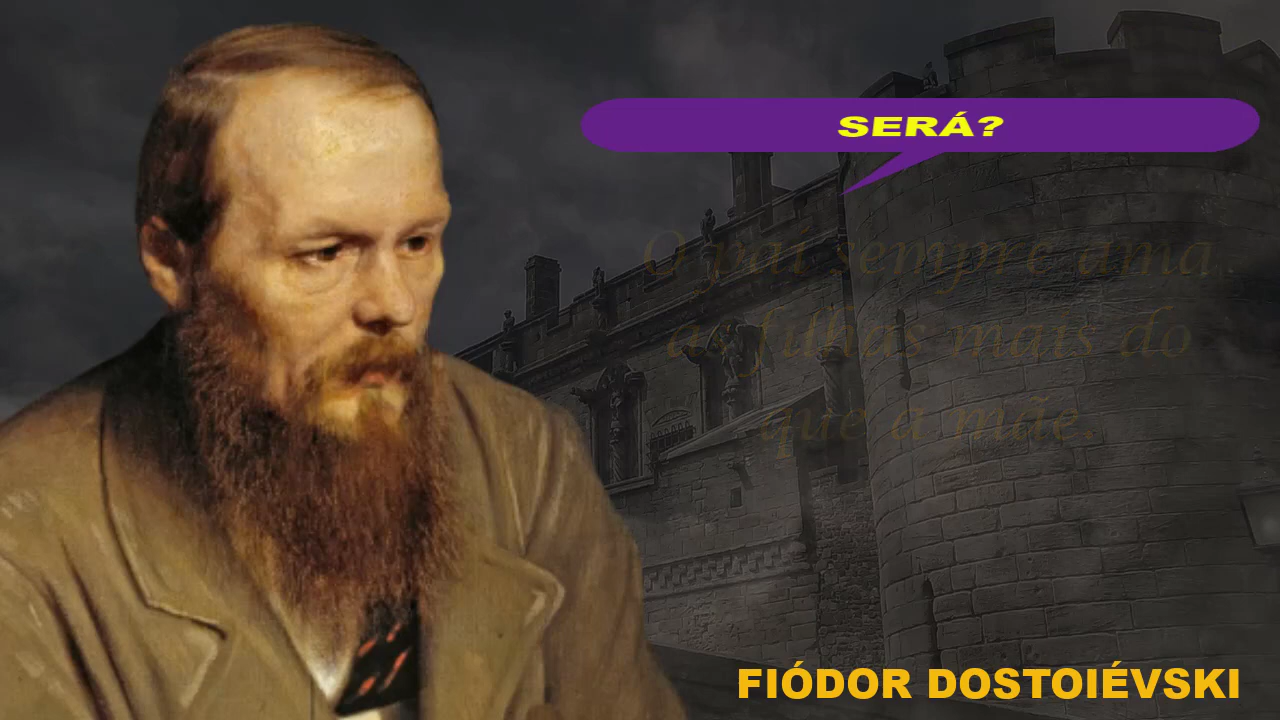 SERÁ?
O pai sempre ama
as filhas mais do
que a mãe.
FIÓDOR DOSTOIÉVSKI